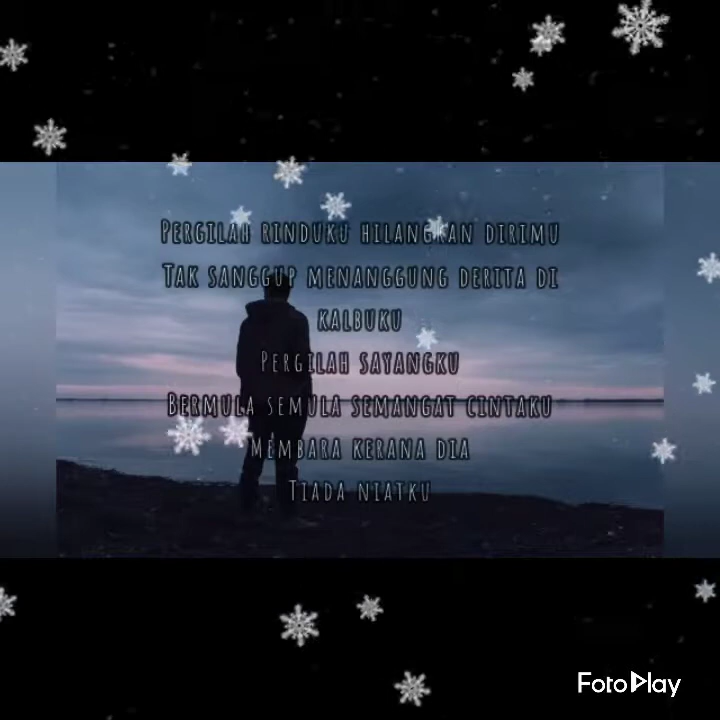 Pergilah rinduku hilangkan dirimu
Tak sanggup menanggung derita di
kalbuku
Pergilah sayangku
Bermula semula semangat cintaku
Membara kerana dia
Tiada niatku
FotoPlay